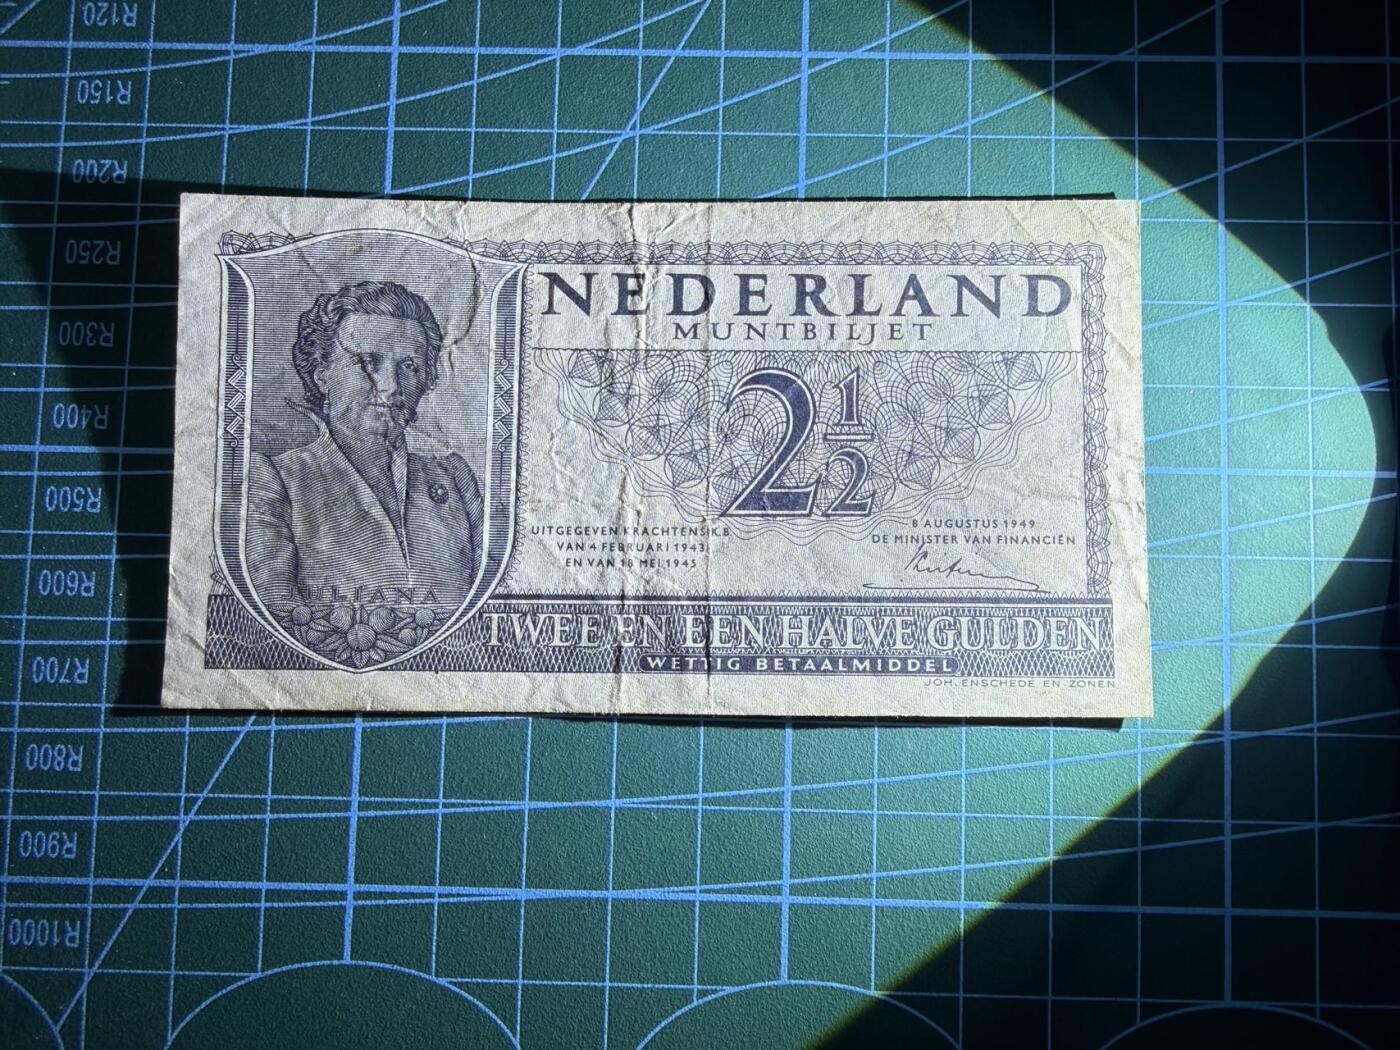 R120
R150
R200
R250
R300
R400
R500
R600
R700
R800
R900
R1000
NEDERLAND
MUNTBILJET
2 1/2
UITGEGEVEN KRACHTENS K.B.
VAN 4 FEBRUARI 1943
EN VAN 18 MEI 1945
8 AUGUSTUS 1949
DE MINISTER VAN FINANCIËN
JULIANA
TWEE EN EEN HALVE GULDEN
WETTIG BETAALMIDDEL
JOH. ENSCHEDE EN ZONEN